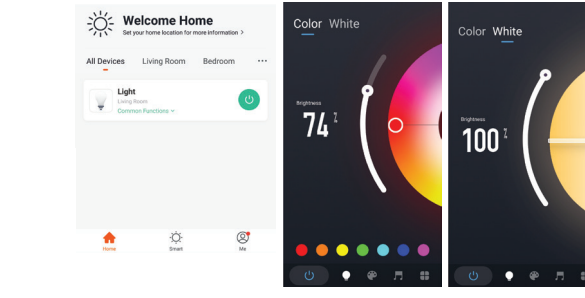 Welcome Home
Set your home location for more information >
All Devices Living Room Bedroom ...
Light
Living Room
Common Functions
Home Smart Me
Color White
Brightness
74 %
Color White
Brightness
100 %